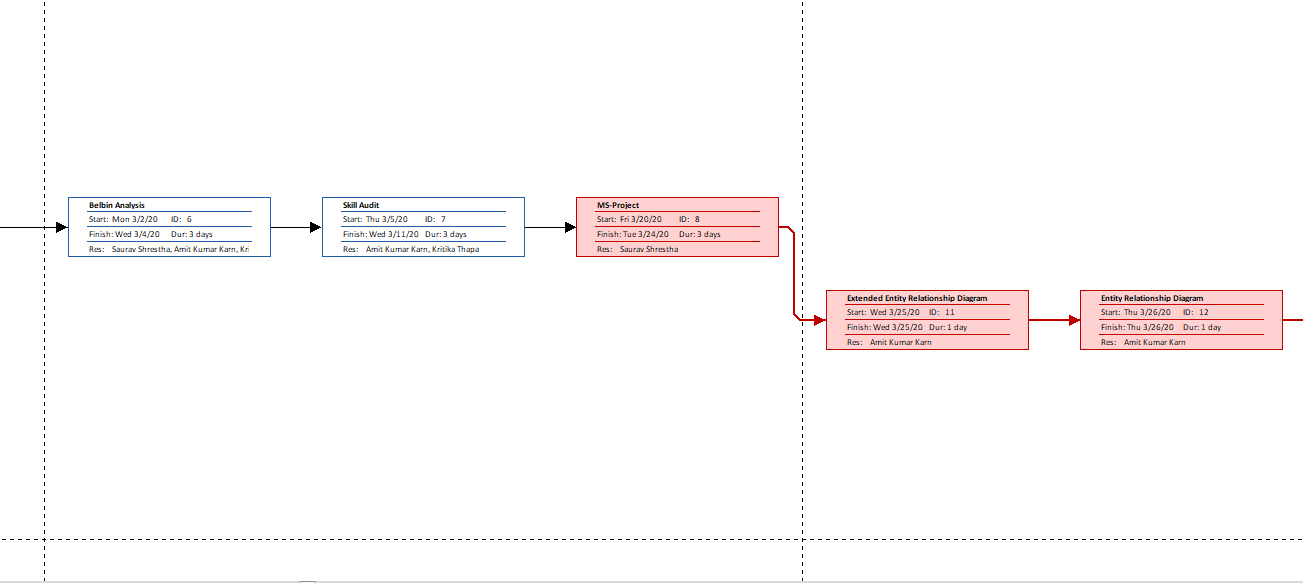 Belbin Analysis
Start: Mon 3/2/20 ID: 6
Finish: Wed 3/4/20 Dur: 3 days
Res: Saurav Shrestha, Amit Kumar Karn, Kri
Skill Audit
Start: Thu 3/5/20 ID: 7
Finish: Wed 3/11/20 Dur: 3 days
Res: Amit Kumar Karn, Kritika Thapa
MS-Project
Start: Fri 3/20/20 ID: 8
Finish: Tue 3/24/20 Dur: 3 days
Res: Saurav Shrestha
Extended Entity Relationship Diagram
Start: Wed 3/25/20 ID: 11
Finish: Wed 3/25/20 Dur: 1 day
Res: Amit Kumar Karn
Entity Relationship Diagram
Start: Thu 3/26/20 ID: 12
Finish: Thu 3/26/20 Dur: 1 day
Res: Amit Kumar Karn